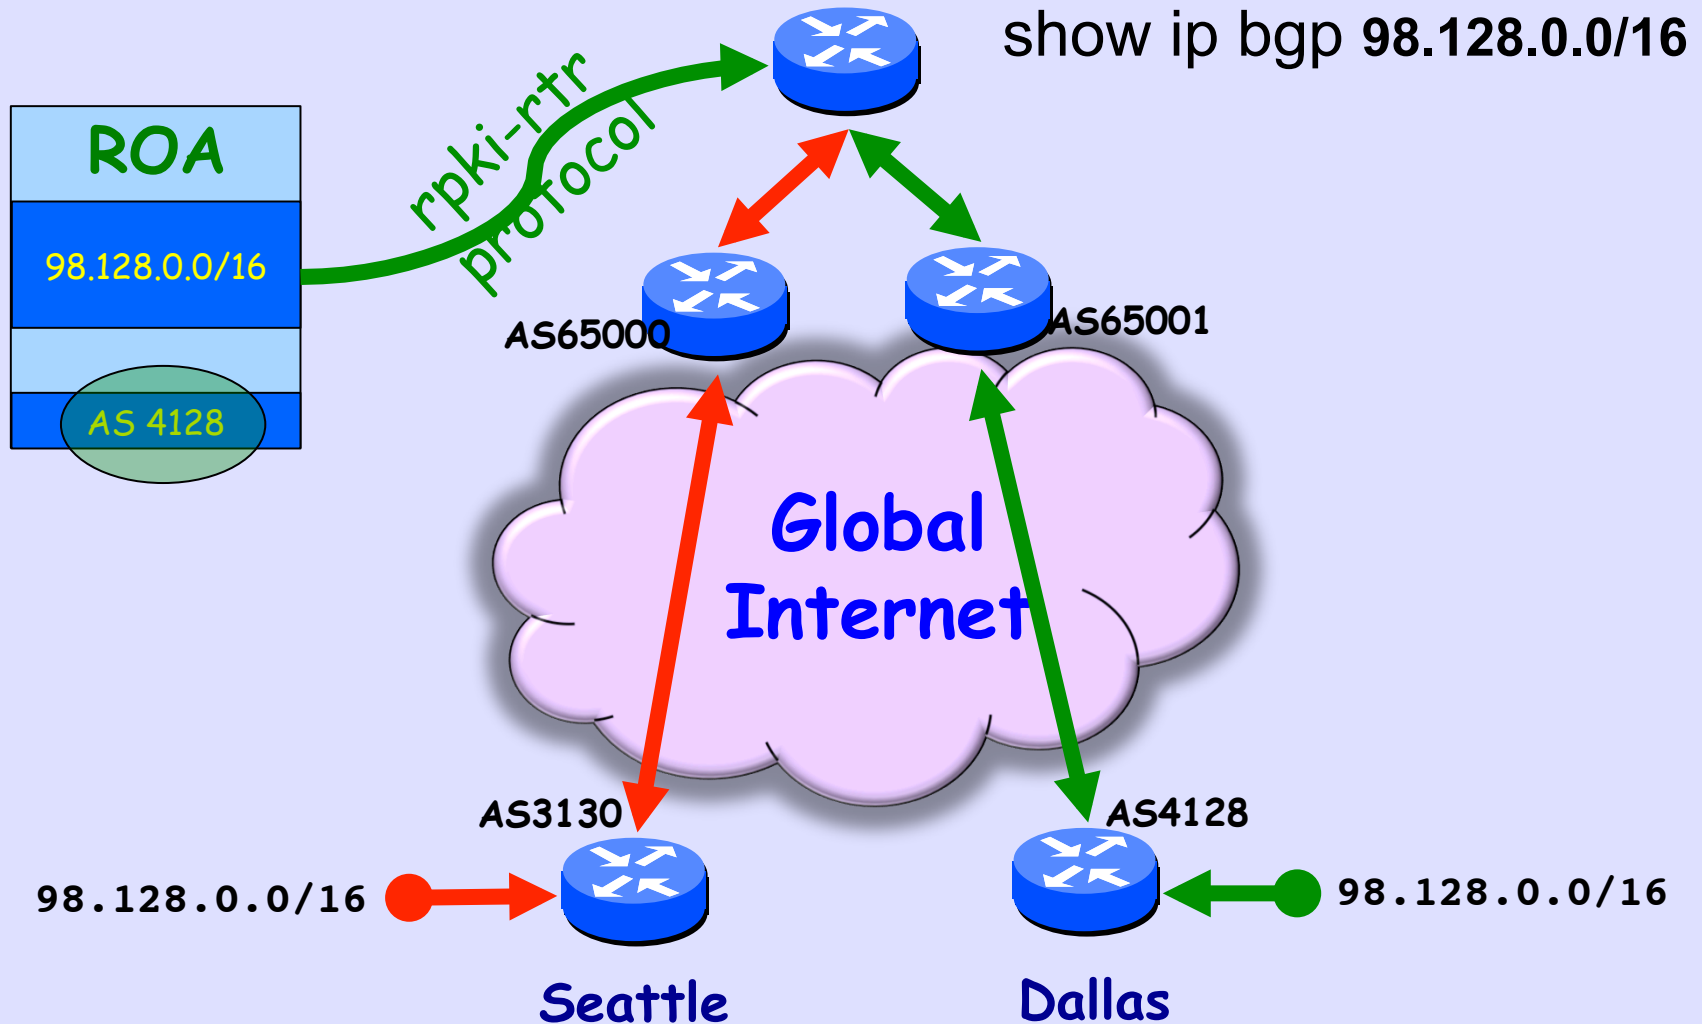 show ip bgp 98.128.0.0/16
ROA
98.128.0.0/16
AS 4128
rpki-rtr
protocol
AS65000
AS65001
Global
Internet
AS3130
AS4128
98.128.0.0/16
98.128.0.0/16
Seattle
Dallas